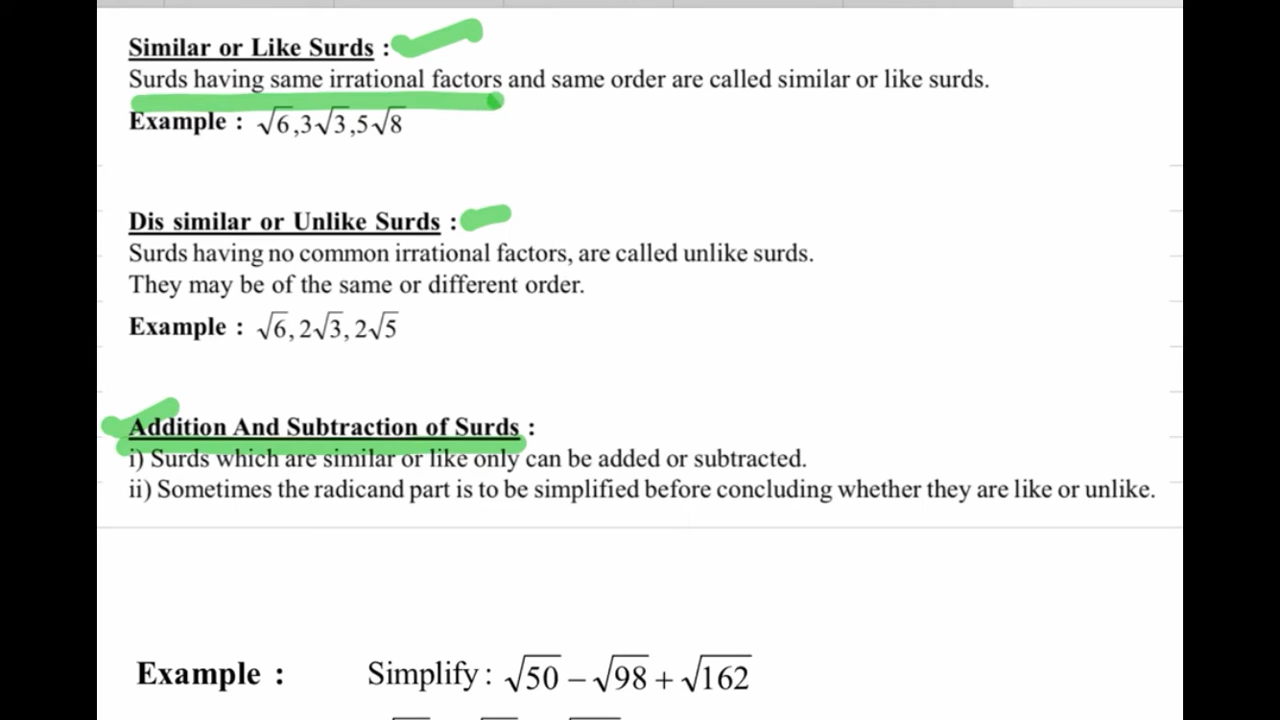 Similar or Like Surds :
Surds having same irrational factors and same order are called similar or like surds.
Example : √6,3√3,5√8
Dis similar or Unlike Surds :
Surds having no common irrational factors, are called unlike surds.
They may be of the same or different order.
Example : √6, 2√3, 2√5
Addition And Subtraction of Surds :
i) Surds which are similar or like only can be added or subtracted.
ii) Sometimes the radicand part is to be simplified before concluding whether they are like or unlike.
Example : Simplify : √50 – √98 + √162